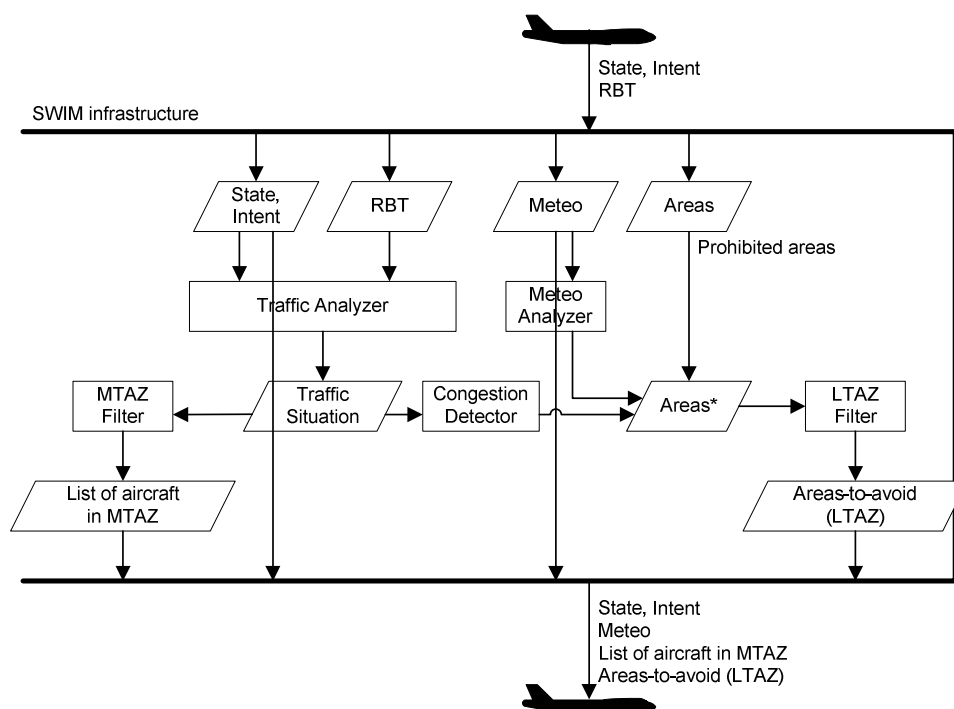 State, Intent
RBT
SWIM infrastructure
State,
Intent
RBT
Meteo
Areas
Prohibited areas
Traffic Analyzer
Meteo
Analyzer
MTAZ
Filter
Traffic
Situation
Congestion
Detector
Areas*
LTAZ
Filter
List of aircraft
in MTAZ
Areas-to-avoid
(LTAZ)
State, Intent
Meteo
List of aircraft in MTAZ
Areas-to-avoid (LTAZ)